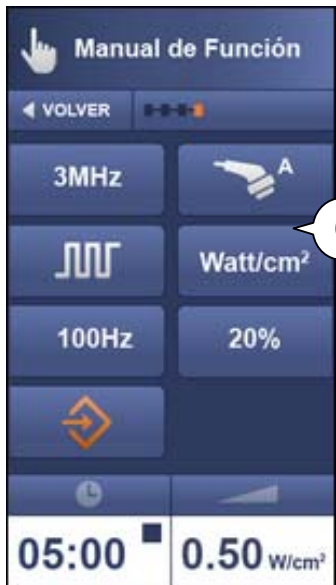 Manual de Función
VOLVER
3MHz A
Watt/cm²
100Hz 20%
05:00 0.50 W/cm²